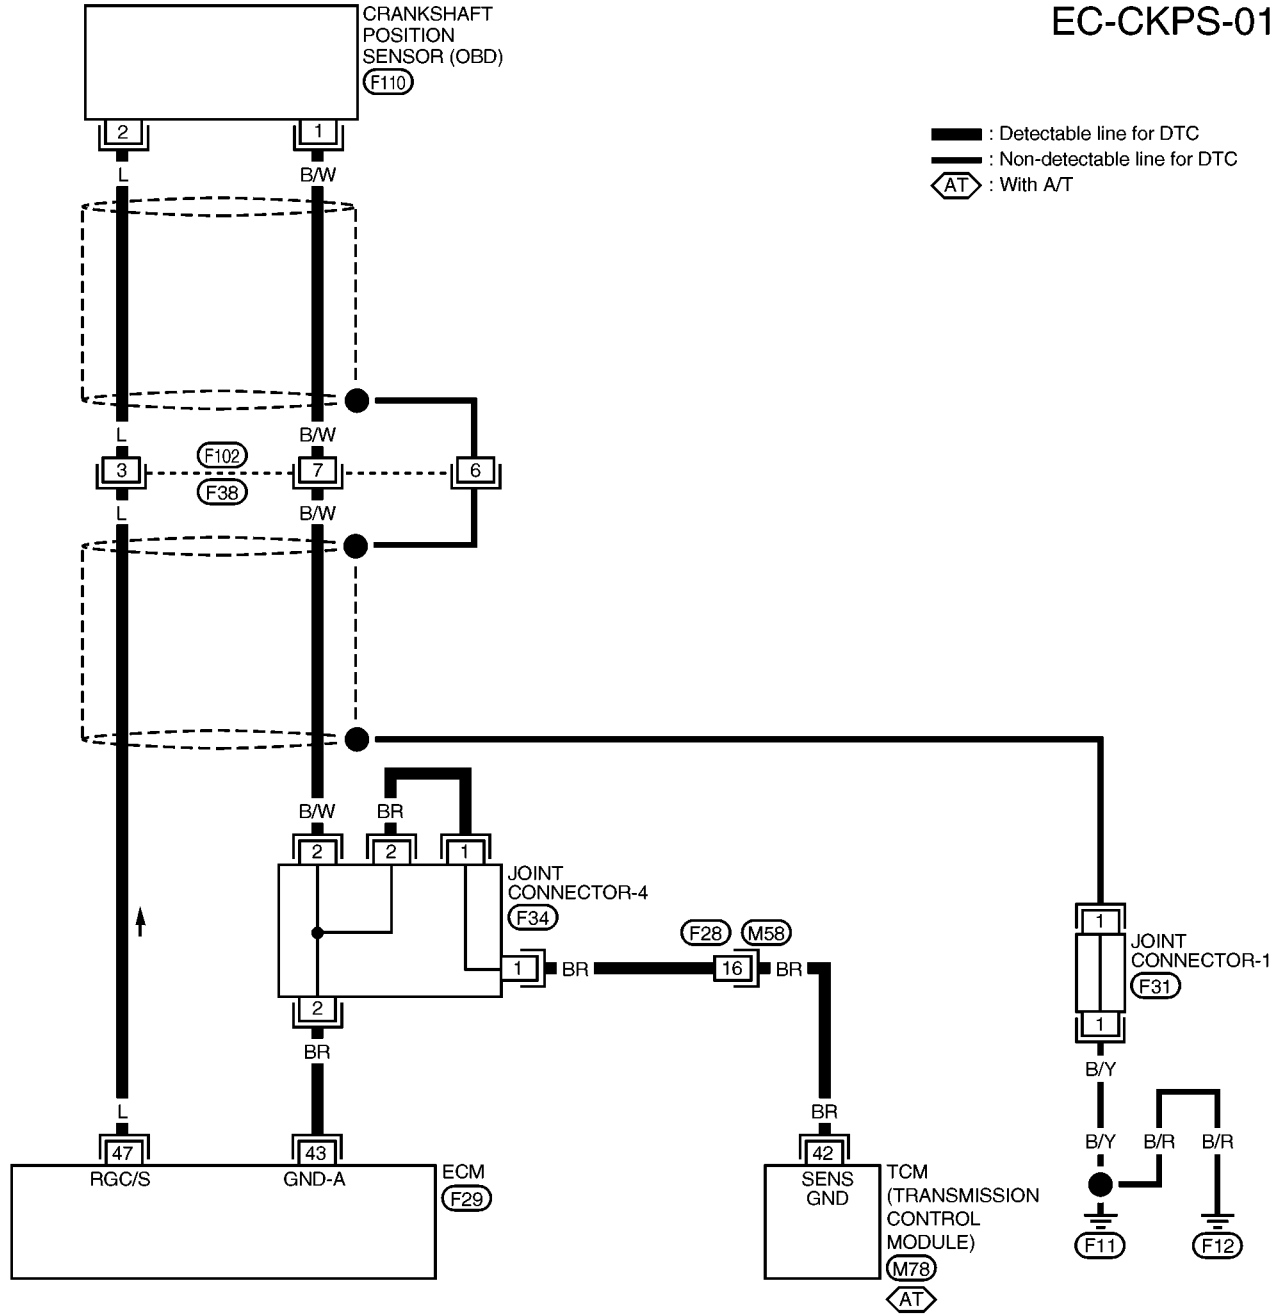 EC-CKPS-01
CRANKSHAFT
POSITION
SENSOR (OBD)
F110
: Detectable line for DTC
: Non-detectable line for DTC
AT : With A/T
2 1
L B/W
L B/W
F102
3 7 6
F38
L B/W
B/W BR
2 2 1
JOINT
CONNECTOR-4
F34
F28 M58
1 BR 16 BR
2
BR
1
JOINT
CONNECTOR-1
F31
1
B/Y
L BR
B/Y B/R B/R
47 43 42
RGC/S GND-A
ECM
F29
SENS
GND
TCM
(TRANSMISSION
CONTROL
MODULE)
M78
AT
F11 F12